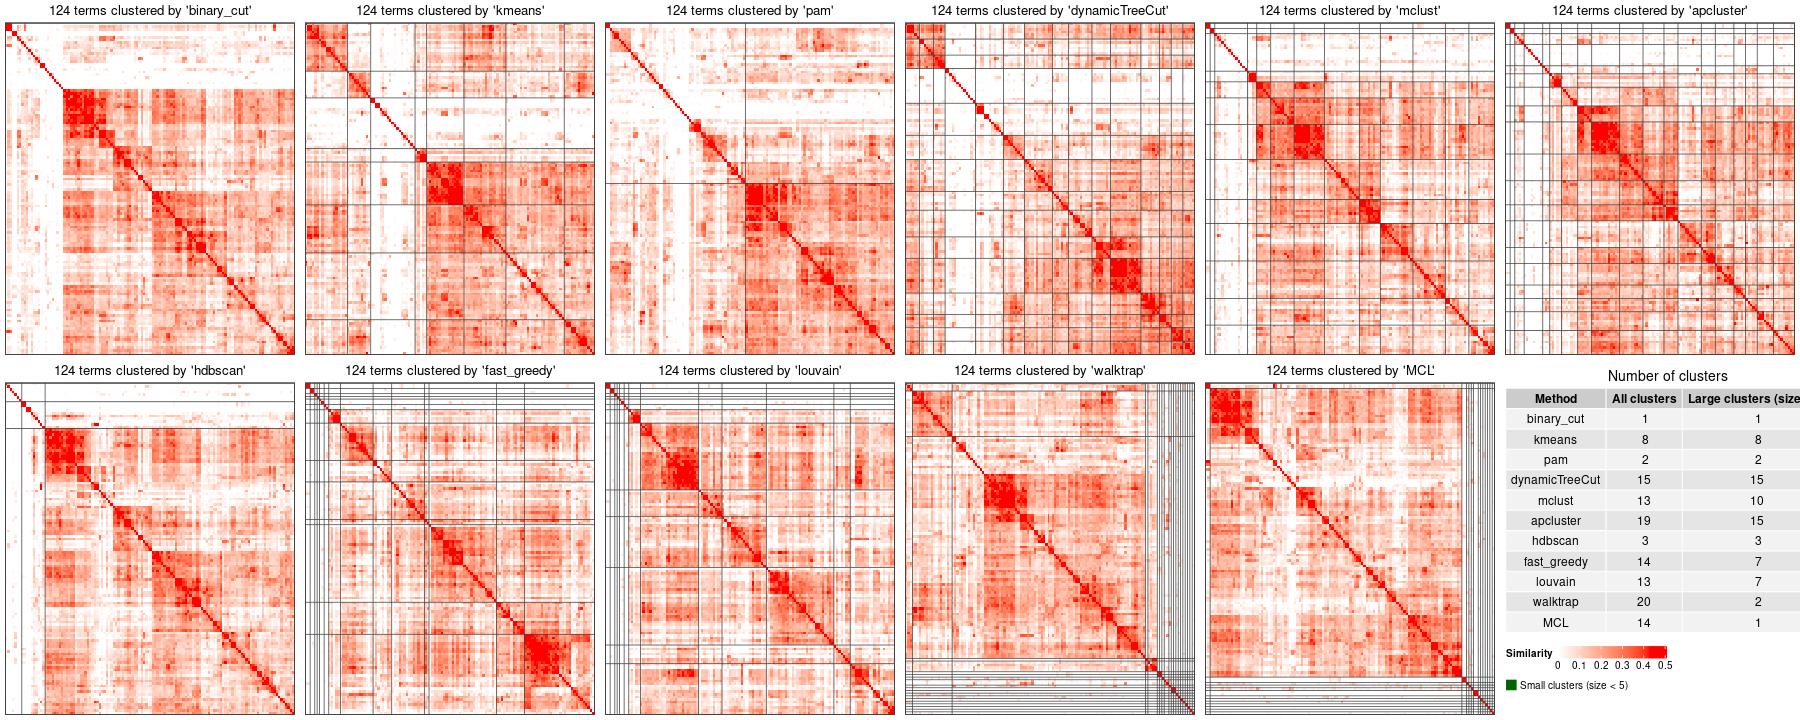 124 terms clustered by 'binary_cut'
124 terms clustered by 'kmeans'
124 terms clustered by 'pam'
124 terms clustered by 'dynamicTreeCut'
124 terms clustered by 'mclust'
124 terms clustered by 'apcluster'
124 terms clustered by 'hdbscan'
124 terms clustered by 'fast_greedy'
124 terms clustered by 'louvain'
124 terms clustered by 'walktrap'
124 terms clustered by 'MCL'
Number of clusters
Method All clusters Large clusters (size
binary_cut 1 1
kmeans 8 8
pam 2 2
dynamicTreeCut 15 15
mclust 13 10
apcluster 19 15
hdbscan 3 3
fast_greedy 14 7
louvain 13 7
walktrap 20 2
MCL 14 1
Similarity
0 0.1 0.2 0.3 0.4 0.5
Small clusters (size < 5)